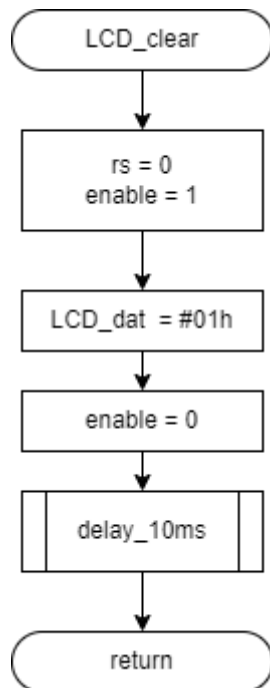 LCD_clear
rs = 0
enable = 1
LCD_dat = #01h
enable = 0
delay_10ms
return